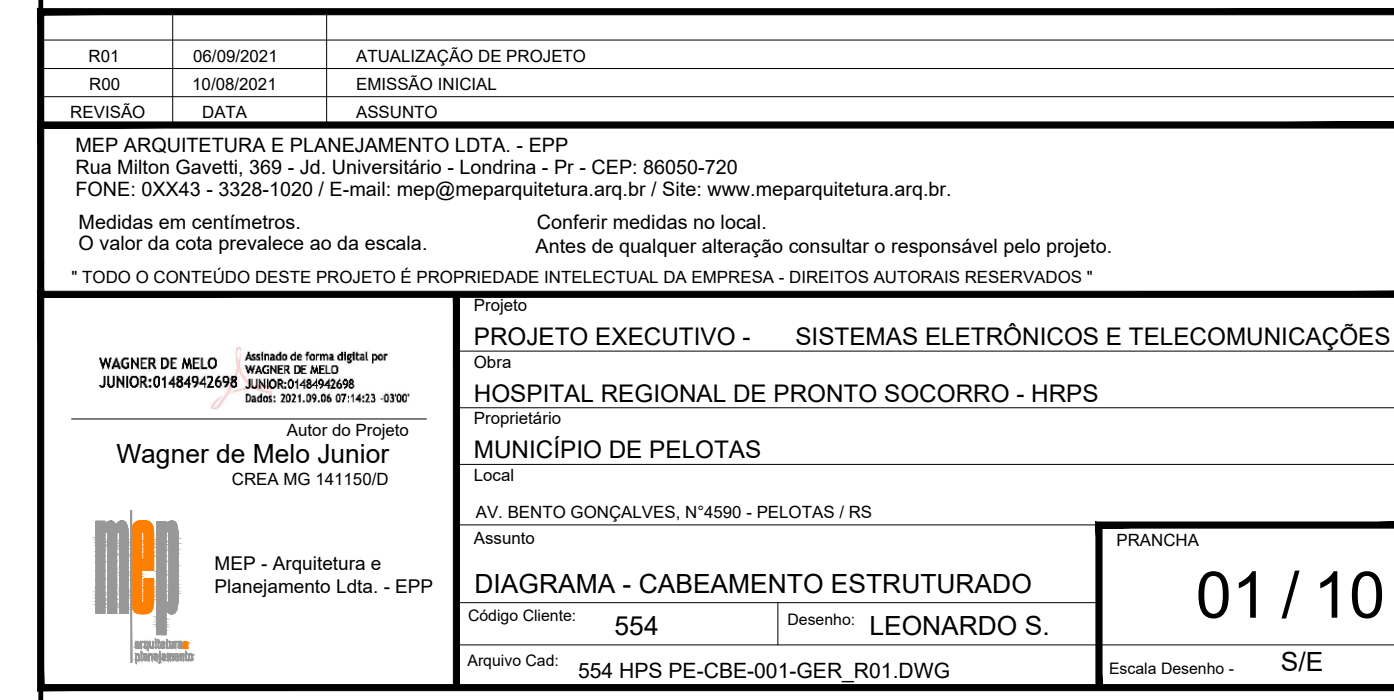 R01 06/09/2021 ATUALIZAÇÃO DE PROJETO
R00 10/08/2021 EMISSÃO INICIAL
REVISÃO DATA ASSUNTO
MEP ARQUITETURA E PLANEJAMENTO LDTA. - EPP
Rua Milton Gavetti, 369 - Jd. Universitário - Londrina - Pr - CEP: 86050-720
FONE: 0XX43 - 3328-1020 / E-mail: mep@meparquitetura.arq.br / Site: www.meparquitetura.arq.br.
Medidas em centímetros. Conferir medidas no local.
O valor da cota prevalece ao da escala. Antes de qualquer alteração consultar o responsável pelo projeto.
" TODO O CONTEÚDO DESTE PROJETO É PROPRIEDADE INTELECTUAL DA EMPRESA - DIREITOS AUTORAIS RESERVADOS "
WAGNER DE MELO
JUNIOR:01484942698
Assinado de forma digital por
WAGNER DE MELO
JUNIOR:01484942698
Dados: 2021.09.06 07:14:23 -03'00'
Autor do Projeto
Wagner de Melo Junior
CREA MG 141150/D
mep
arquitetura e
planejamento
MEP - Arquitetura e
Planejamento Ldta. - EPP
Projeto
PROJETO EXECUTIVO - SISTEMAS ELETRÔNICOS E TELECOMUNICAÇÕES
Obra
HOSPITAL REGIONAL DE PRONTO SOCORRO - HRPS
Proprietário
MUNICÍPIO DE PELOTAS
Local
AV. BENTO GONÇALVES, N°4590 - PELOTAS / RS
Assunto
DIAGRAMA - CABEAMENTO ESTRUTURADO
Código Cliente: 554 Desenho: LEONARDO S.
Arquivo Cad: 554 HPS PE-CBE-001-GER_R01.DWG
PRANCHA
01 / 10
Escala Desenho - S/E